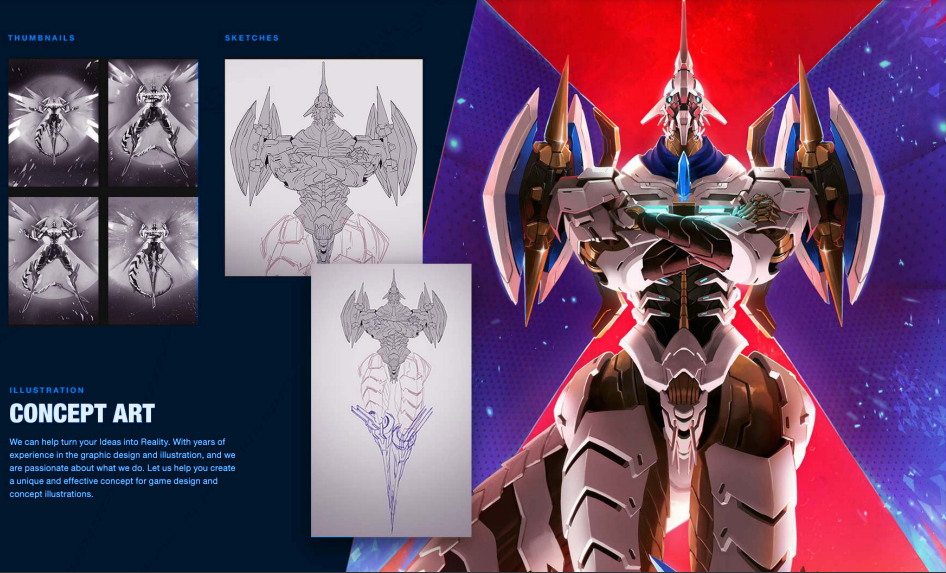 THUMBNAILS
SKETCHES
ILLUSTRATION
CONCEPT ART
We can help turn your Ideas into Reality. With years of
experience in the graphic design and illustration, and we
are passionate about what we do. Let us help you create
a unique and effective concept for game design and
concept illustrations.